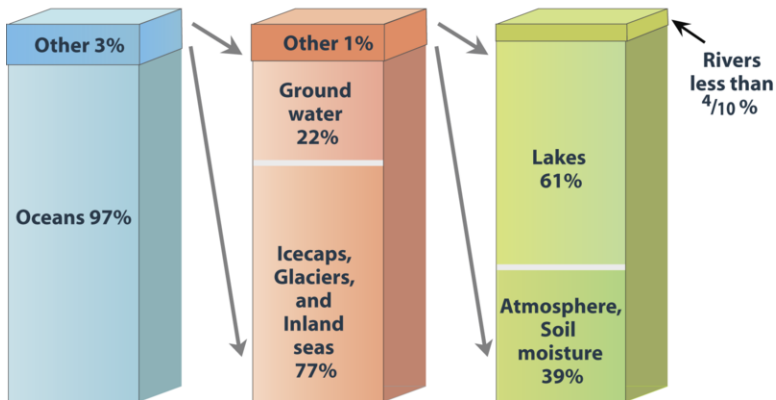 Other 3%
Oceans 97%
Other 1%
Ground
water
22%
Icecaps,
Glaciers,
and
Inland
seas
77%
Rivers
less than
4/10 %
Lakes
61%
Atmosphere,
Soil
moisture
39%